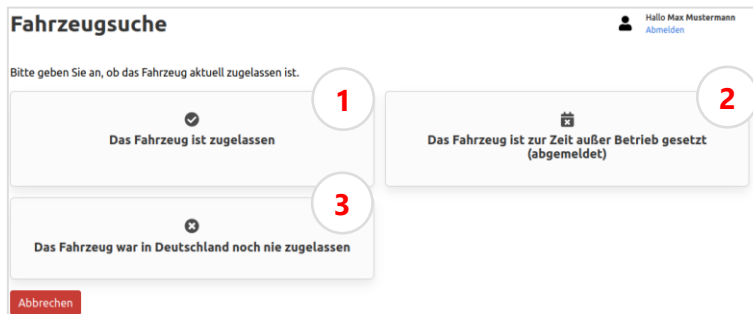 Fahrzeugsuche
Hallo Max Mustermann
Abmelden
Bitte geben Sie an, ob das Fahrzeug aktuell zugelassen ist.
1
Das Fahrzeug ist zugelassen
2
Das Fahrzeug ist zur Zeit außer Betrieb gesetzt
(abgemeldet)
3
Das Fahrzeug war in Deutschland noch nie zugelassen
Abbrechen